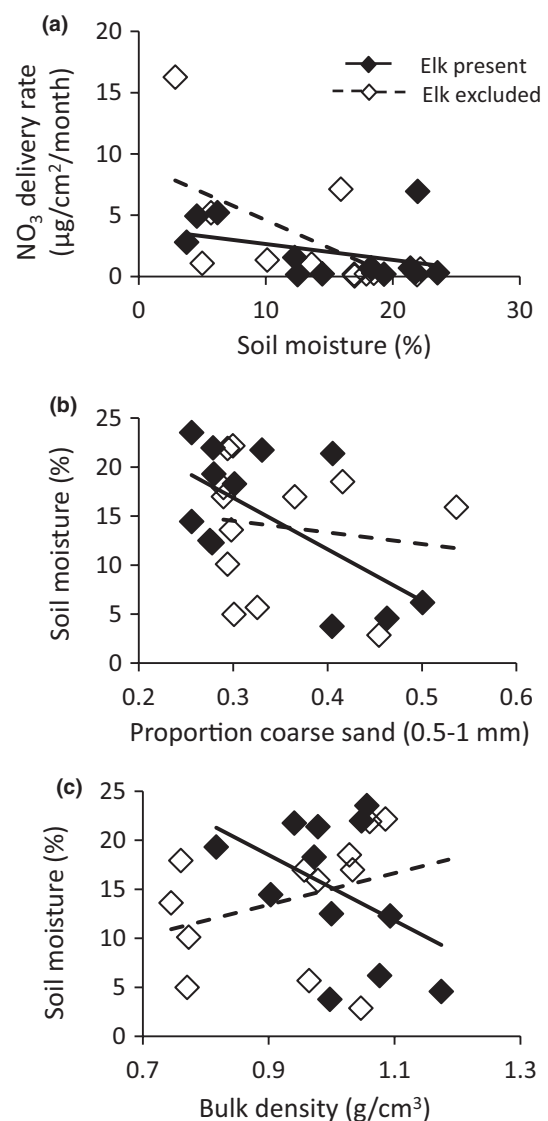 (a)
20
15
10
5
0
NO3 delivery rate
(µg/cm²/month)
Elk present
Elk excluded
0 10 20 30
Soil moisture (%)
(b)
25
20
15
10
5
0
Soil moisture (%)
0.2 0.3 0.4 0.5 0.6
Proportion coarse sand (0.5-1 mm)
(c)
25
20
15
10
5
0
Soil moisture (%)
0.7 0.9 1.1 1.3
Bulk density (g/cm³)